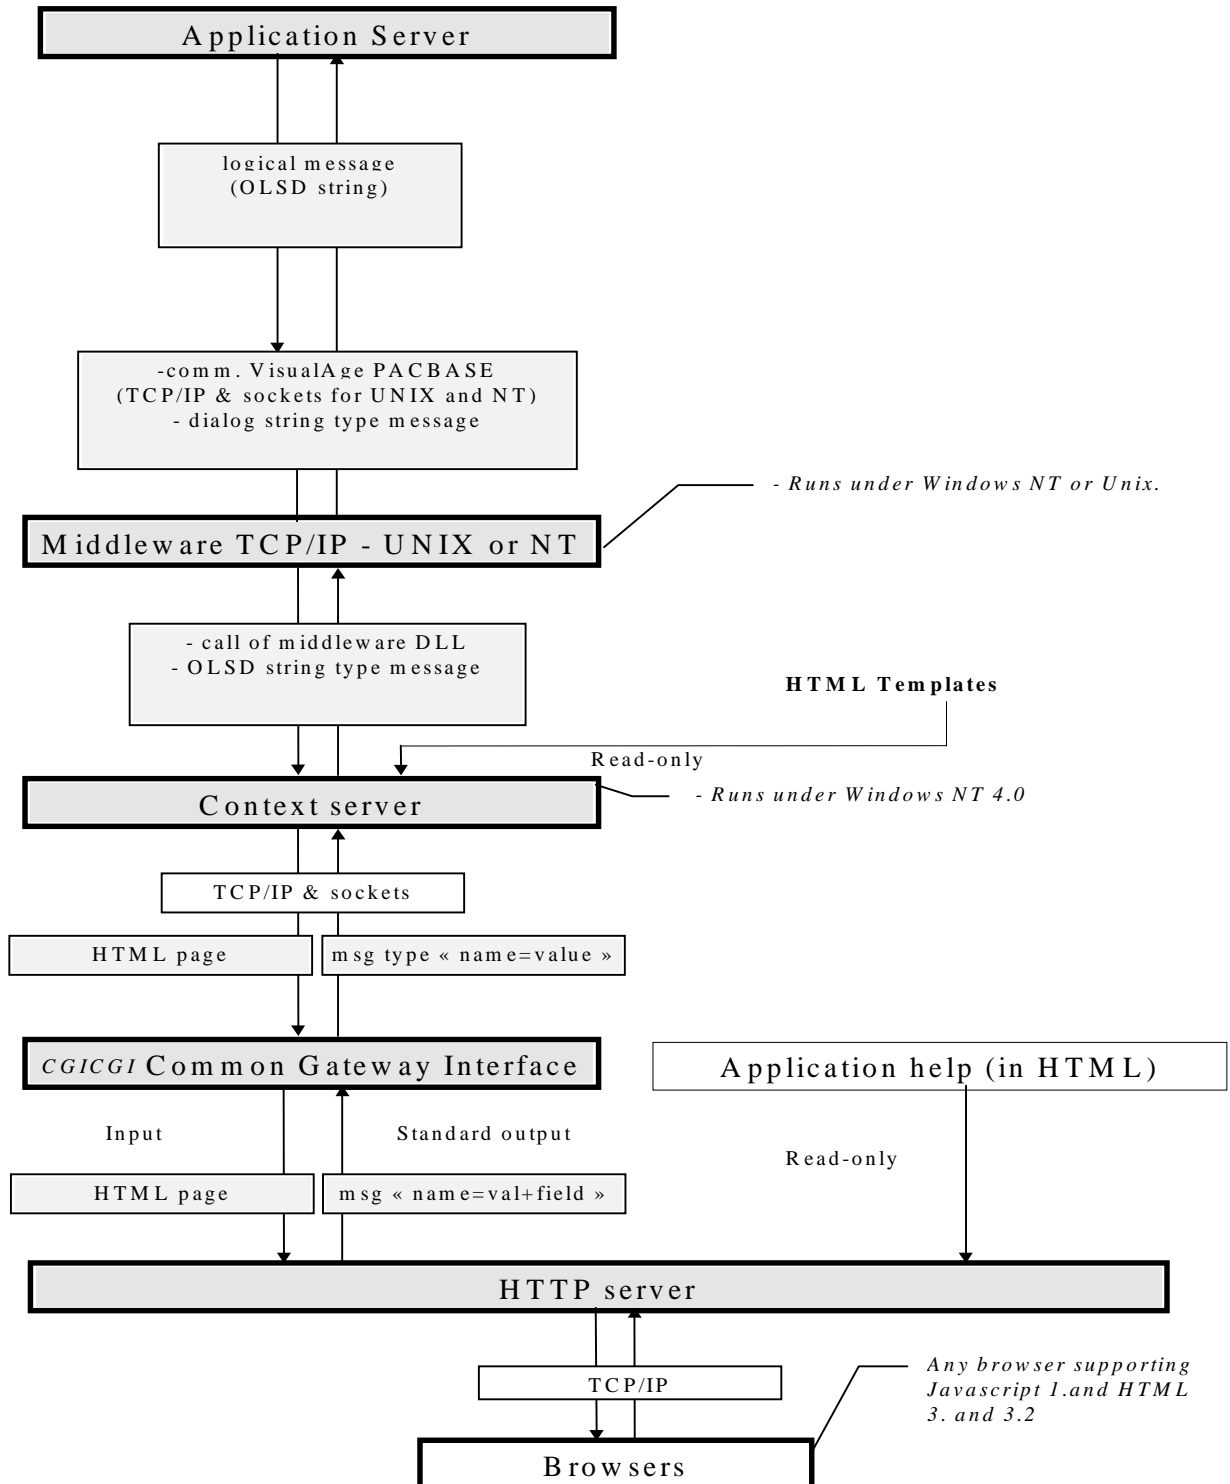 Application Server
logical message
(OLSD string)
-comm. VisualAge PACBASE
(TCP/IP & sockets for UNIX and NT)
- dialog string type message
- Runs under Windows NT or Unix.
Middleware TCP/IP - UNIX or NT
- call of middleware DLL
- OLSD string type message
HTML Templates
Read-only
Context server
- Runs under Windows NT 4.0
TCP/IP & sockets
HTML page
msg type « name=value »
CGICGI Common Gateway Interface
Application help (in HTML)
Input
Standard output
Read-only
HTML page
msg « name=val+field »
HTTP server
TCP/IP
Any browser supporting
Javascript 1.and HTML
3. and 3.2
Browsers